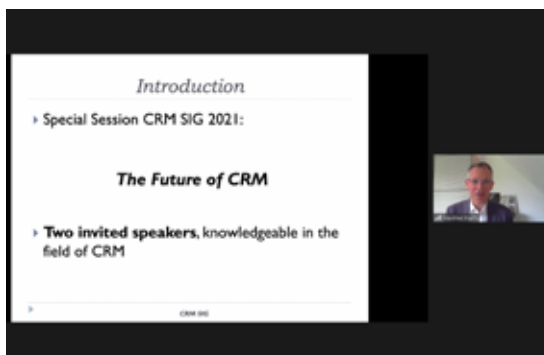 Introduction
Special Session CRM SIG 2021:
The Future of CRM
Two invited speakers, knowledgeable in the
field of CRM
CRM SIG